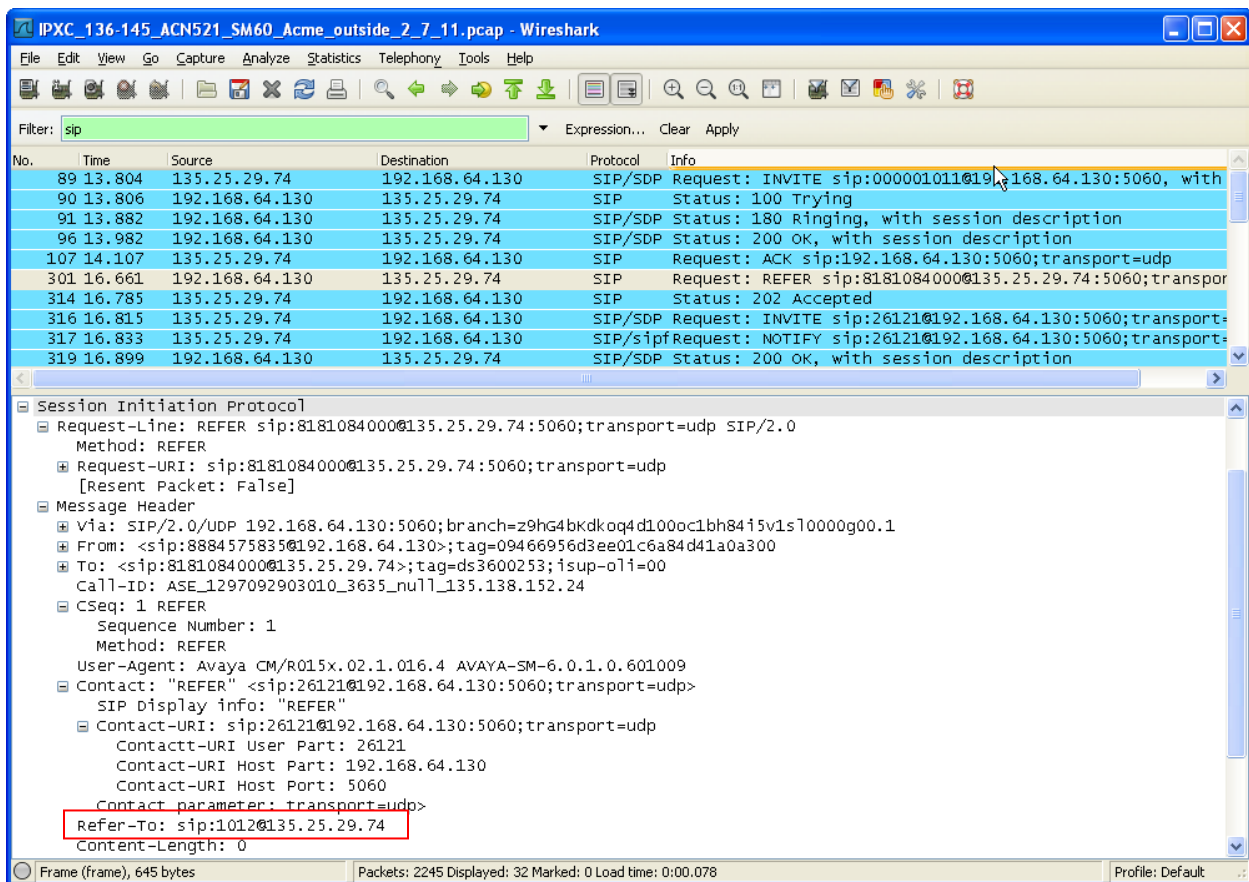 IPXC_136-145_ACN521_SM60_Acme_outside_2_7_11.pcap - Wireshark
File Edit View Go Capture Analyze Statistics Telephony Tools Help
Filter: sip Expression... Clear Apply
No. Time Source Destination Protocol Info
89 13.804 135.25.29.74 192.168.64.130 SIP/SDP Request: INVITE sip:000001011@19 168.64.130:5060, with
90 13.806 192.168.64.130 135.25.29.74 SIP Status: 100 Trying
91 13.882 192.168.64.130 135.25.29.74 SIP/SDP Status: 180 Ringing, with session description
96 13.982 192.168.64.130 135.25.29.74 SIP/SDP Status: 200 OK, with session description
107 14.107 135.25.29.74 192.168.64.130 SIP Request: ACK sip:192.168.64.130:5060;transport=udp
301 16.661 192.168.64.130 135.25.29.74 SIP Request: REFER sip:8181084000@135.25.29.74:5060;transpor
314 16.785 135.25.29.74 192.168.64.130 SIP Status: 202 Accepted
316 16.815 135.25.29.74 192.168.64.130 SIP/SDP Request: INVITE sip:26121@192.168.64.130:5060;transport=
317 16.833 135.25.29.74 192.168.64.130 SIP/sipf Request: NOTIFY sip:26121@192.168.64.130:5060;transport=
319 16.899 192.168.64.130 135.25.29.74 SIP/SDP Status: 200 OK, with session description
Session Initiation Protocol
Request-Line: REFER sip:8181084000@135.25.29.74:5060;transport=udp SIP/2.0
Method: REFER
Request-URI: sip:8181084000@135.25.29.74:5060;transport=udp
[Resent Packet: False]
Message Header
Via: SIP/2.0/UDP 192.168.64.130:5060;branch=z9hG4bKdkoq4d100oc1bh84i5v1sl0000g00.1
From: <sip:8884575835@192.168.64.130>;tag=09466956d3ee01c6a84d41a0a300
To: <sip:8181084000@135.25.29.74>;tag=ds3600253;isup-oli=00
Call-ID: ASE_1297092903010_3635_null_135.138.152.24
CSeq: 1 REFER
Sequence Number: 1
Method: REFER
User-Agent: Avaya CM/R015x.02.1.016.4 AVAYA-SM-6.0.1.0.601009
Contact: "REFER" <sip:26121@192.168.64.130:5060;transport=udp>
SIP Display info: "REFER"
Contact-URI: sip:26121@192.168.64.130:5060;transport=udp
Contactt-URI User Part: 26121
Contact-URI Host Part: 192.168.64.130
Contact-URI Host Port: 5060
Contact parameter: transport=udp>
Refer-To: sip:1012@135.25.29.74
Content-Length: 0
Frame (frame), 645 bytes Packets: 2245 Displayed: 32 Marked: 0 Load time: 0:00.078 Profile: Default